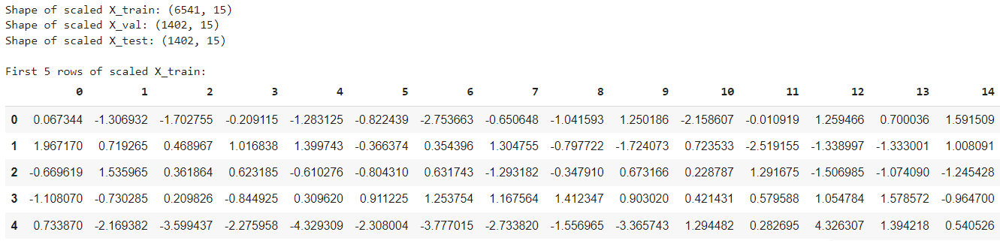 Shape of scaled X_train: (6541, 15)
Shape of scaled X_val: (1402, 15)
Shape of scaled X_test: (1402, 15)
First 5 rows of scaled X_train:
0 1 2 3 4 5 6 7 8 9 10 11 12 13 14
0 0.067344 -1.306932 -1.702755 -0.209115 -1.283125 -0.822439 -2.753663 -0.650648 -1.041593 1.250186 -2.158607 -0.010919 1.259466 0.700036 1.591509
1 1.967170 0.719265 0.468967 1.016838 1.399743 -0.366374 0.354396 1.304755 -0.797722 -1.724073 0.723533 -2.519155 -1.338997 -1.333001 1.008091
2 -0.669619 1.535965 0.361864 0.623185 -0.610276 -0.804310 0.631743 -1.293182 -0.347910 0.673166 0.228787 1.291675 -1.506985 -1.074090 -1.245428
3 -1.108070 -0.730285 0.209826 -0.844925 0.309620 0.911225 1.253754 1.167564 1.412347 0.903020 0.421431 0.579588 1.054784 1.578572 -0.964700
4 0.733870 -2.169382 -3.599437 -2.275958 -4.329309 -2.308004 -3.777015 -2.733820 -1.556965 -3.365743 1.294482 0.282695 4.326307 1.394218 0.540526